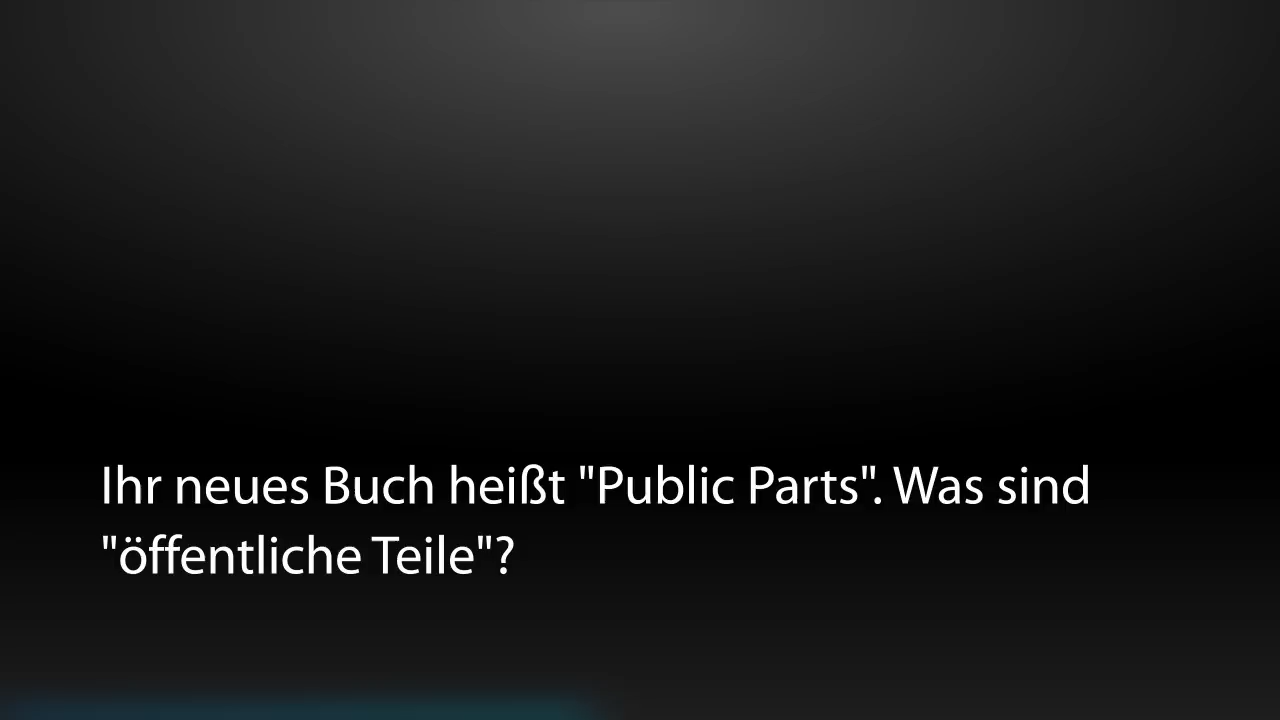 Ihr neues Buch heißt "Public Parts". Was sind
"öffentliche Teile"?